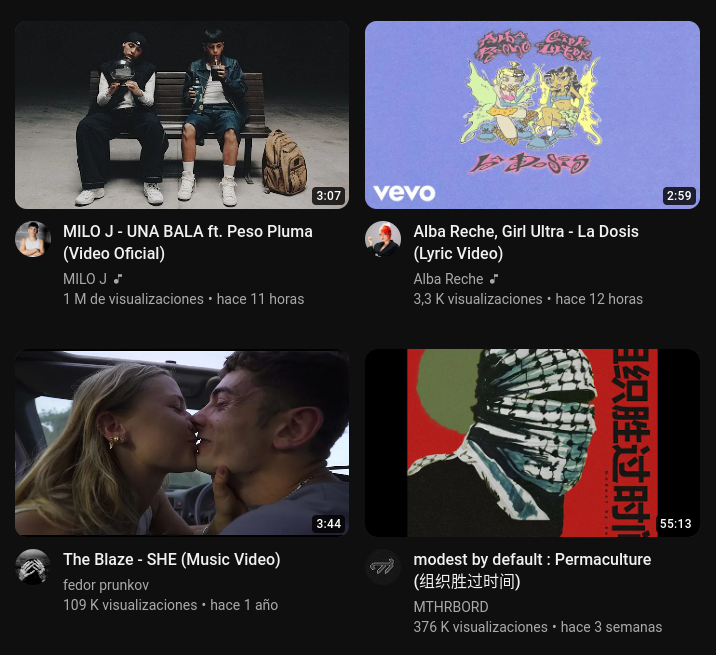 3:07
MILO J - UNA BALA ft. Peso Pluma
(Video Oficial)
MILO J
1 M de visualizaciones • hace 11 horas
Alba Reche Girl Ultra
La Dosis
vevo
2:59
Alba Reche, Girl Ultra - La Dosis
(Lyric Video)
Alba Reche
3,3 K visualizaciones • hace 12 horas
3:44
The Blaze - SHE (Music Video)
fedor prunkov
109 K visualizaciones • hace 1 año
组织胜过时间
55:13
modest by default : Permaculture
(组织胜过时间)
MTHRBORD
376 K visualizaciones • hace 3 semanas